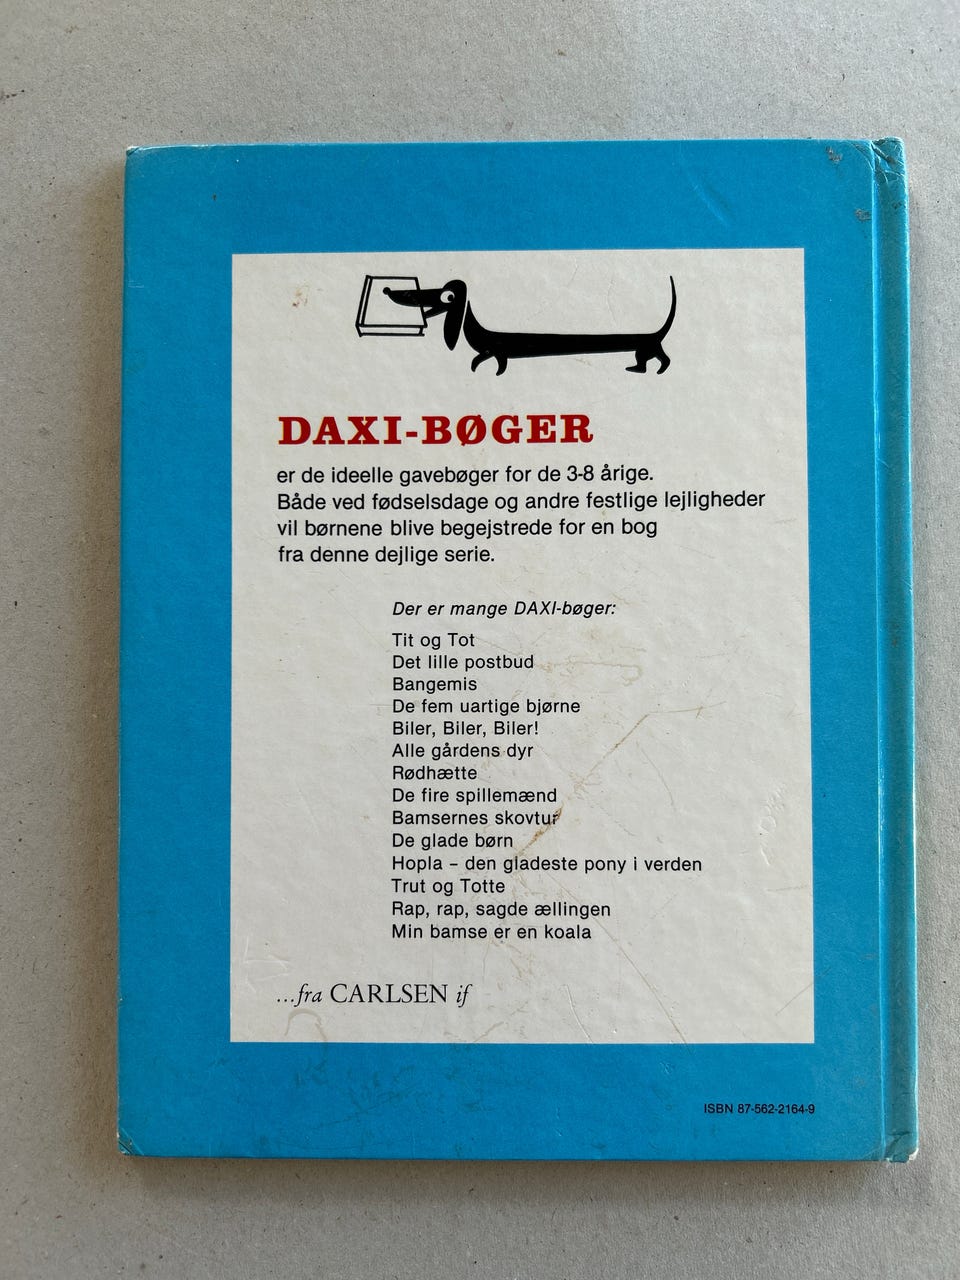 DAXI-BØGER
er de ideelle gavebøger for de 3-8 årige.
Både ved fødselsdage og andre festlige lejligheder
vil børnene blive begejstrede for en bog
fra denne dejlige serie.
Der er mange DAXI-bøger:
Tit og Tot
Det lille postbud
Bangemis
De fem uartige bjørne
Biler, Biler, Biler!
Alle gårdens dyr
Rødhætte
De fire spillemænd
Bamsernes skovtur
De glade børn
Hopla – den gladeste pony i verden
Trut og Totte
Rap, rap, sagde ællingen
Min bamse er en koala
...fra CARLSEN if
ISBN 87-562-2164-9